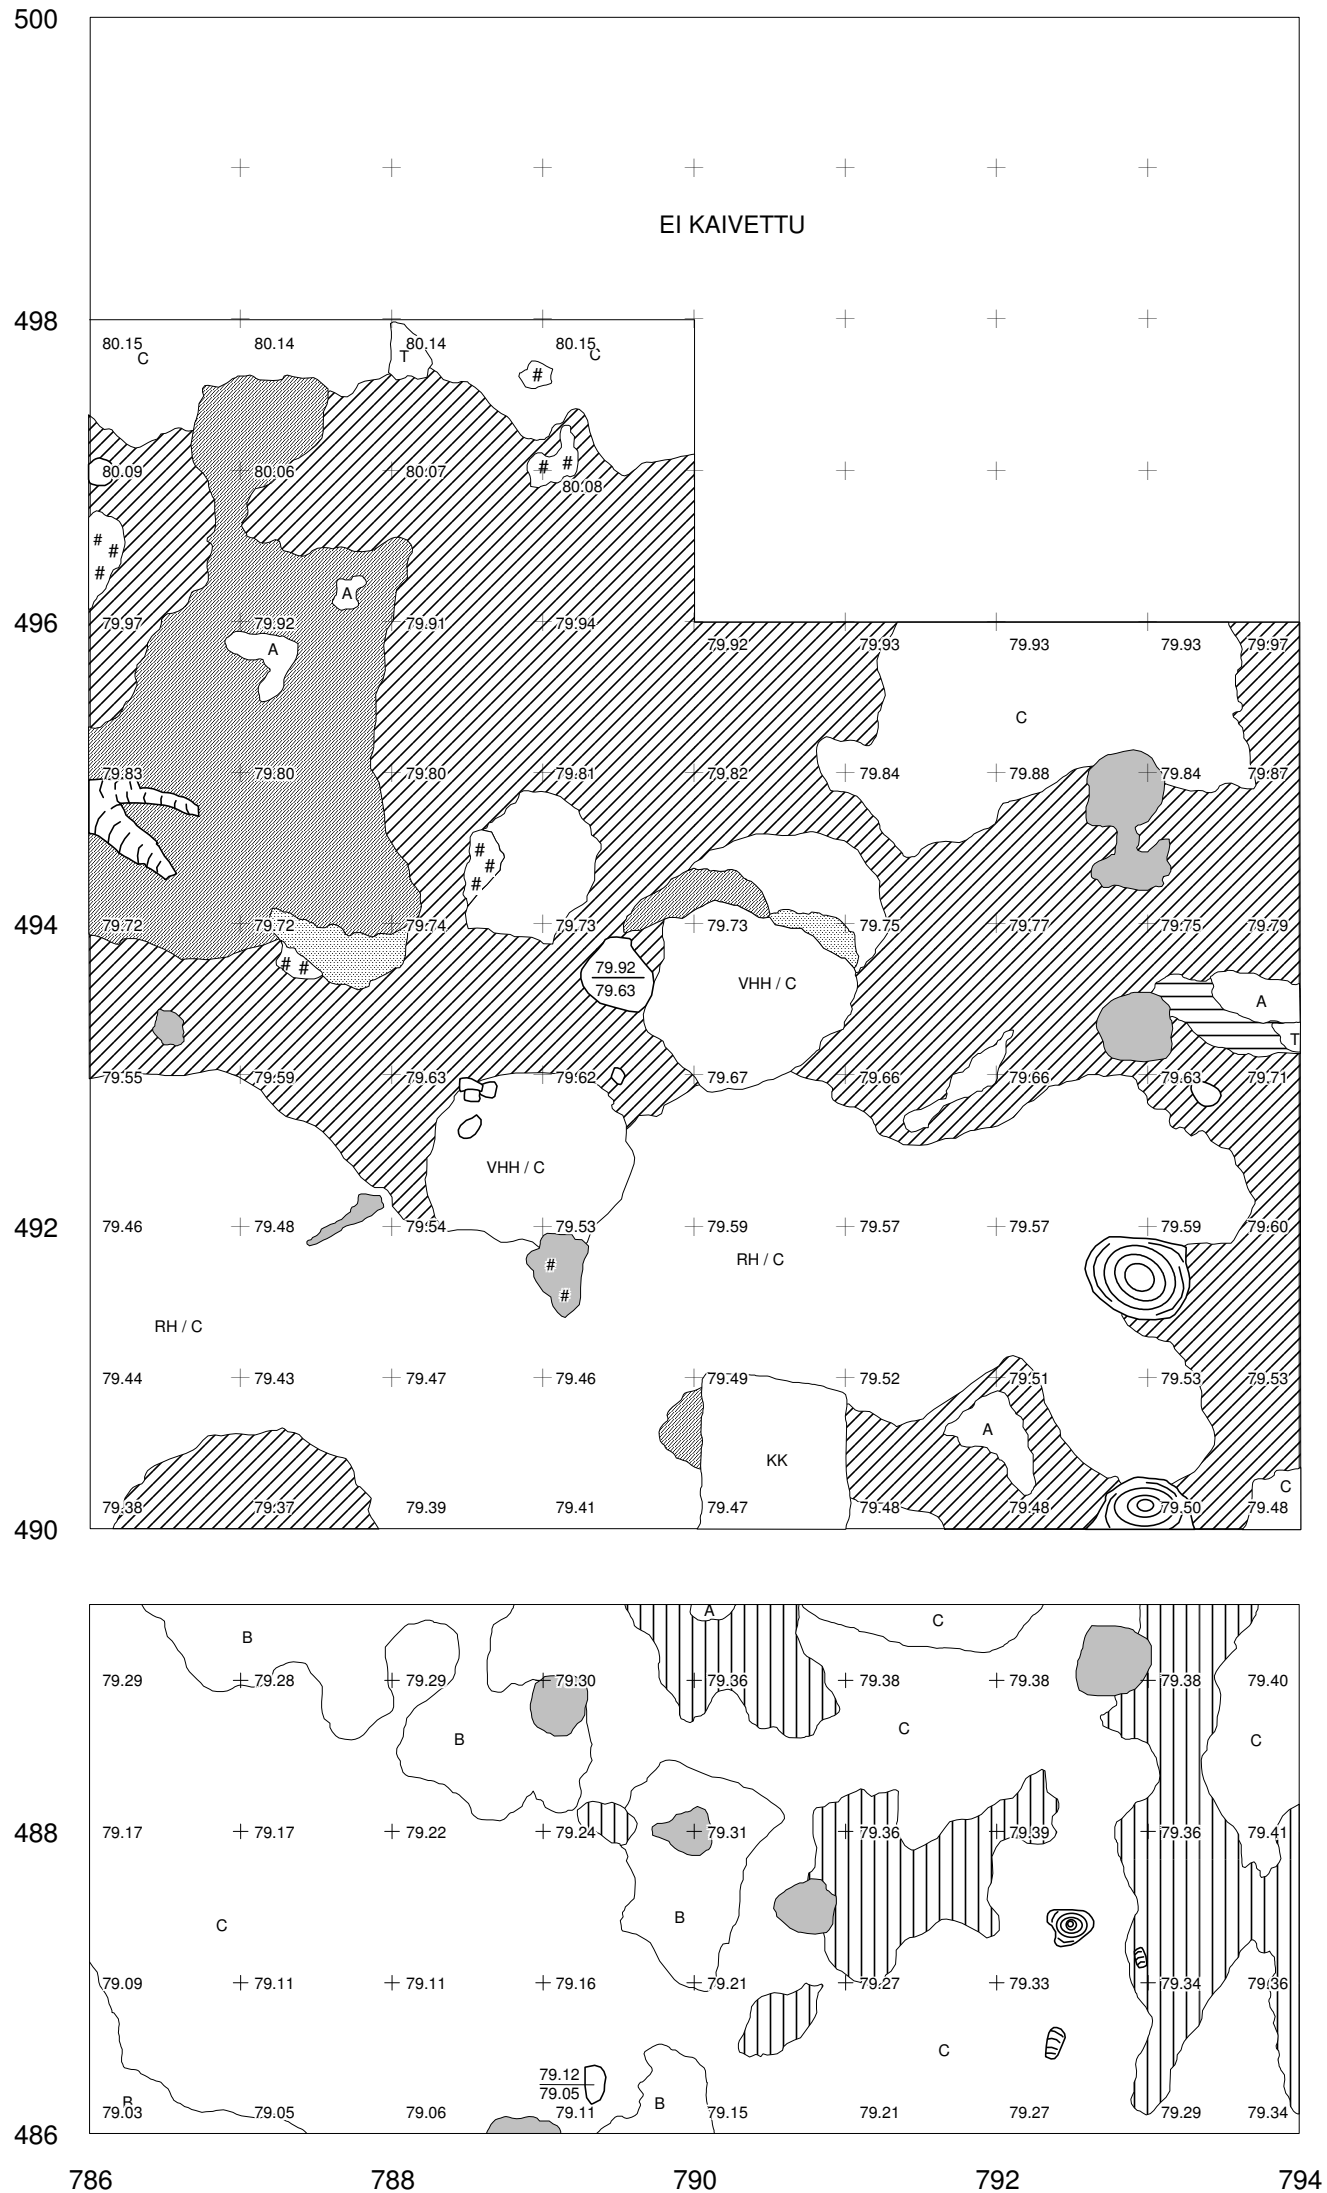 500
EI KAIVETTU
498
80.15 80.14 80.14 80.15
C T C
#
80.09 80.06 80.07 # #
80.08
# #
#
A
496
79.97 79.92 79.91 79.94
79.92 79.93 79.93 79.93 79.97
A
C
79.83 79.80 79.80 79.81 79.82 79.84 79.88 79.84 79.87
#
#
#
494
79.72 79.72 79.74 79.73 79.73 79.75 79.77 79.75 79.79
# # 79.92
79.63
VHH / C
A
T
79.55 79.59 79.63 79.62 79.67 79.66 79.66 79.63 79.71
VHH / C
492
79.46 79.48 79.54 79.53 79.59 79.57 79.57 79.59 79.60
# RH / C
#
RH / C
79.44 79.43 79.47 79.46 79.49 79.52 79.51 79.53 79.53
A
KK
C
79.38 79.37 79.39 79.41 79.47 79.48 79.48 79.50 79.48
490
A
C
B
79.29 79.28 79.29 79.30 79.36 79.38 79.38 79.38 79.40
C
B C
488
79.17 79.17 79.22 79.24 79.31 79.36 79.39 79.36 79.41
B
C
79.09 79.11 79.11 79.16 79.21 79.27 79.33 79.34 79.36
C
79.12
79.05
B B
79.03 79.05 79.06 79.11 79.15 79.21 79.27 79.29 79.34
486
786 788 790 792 794